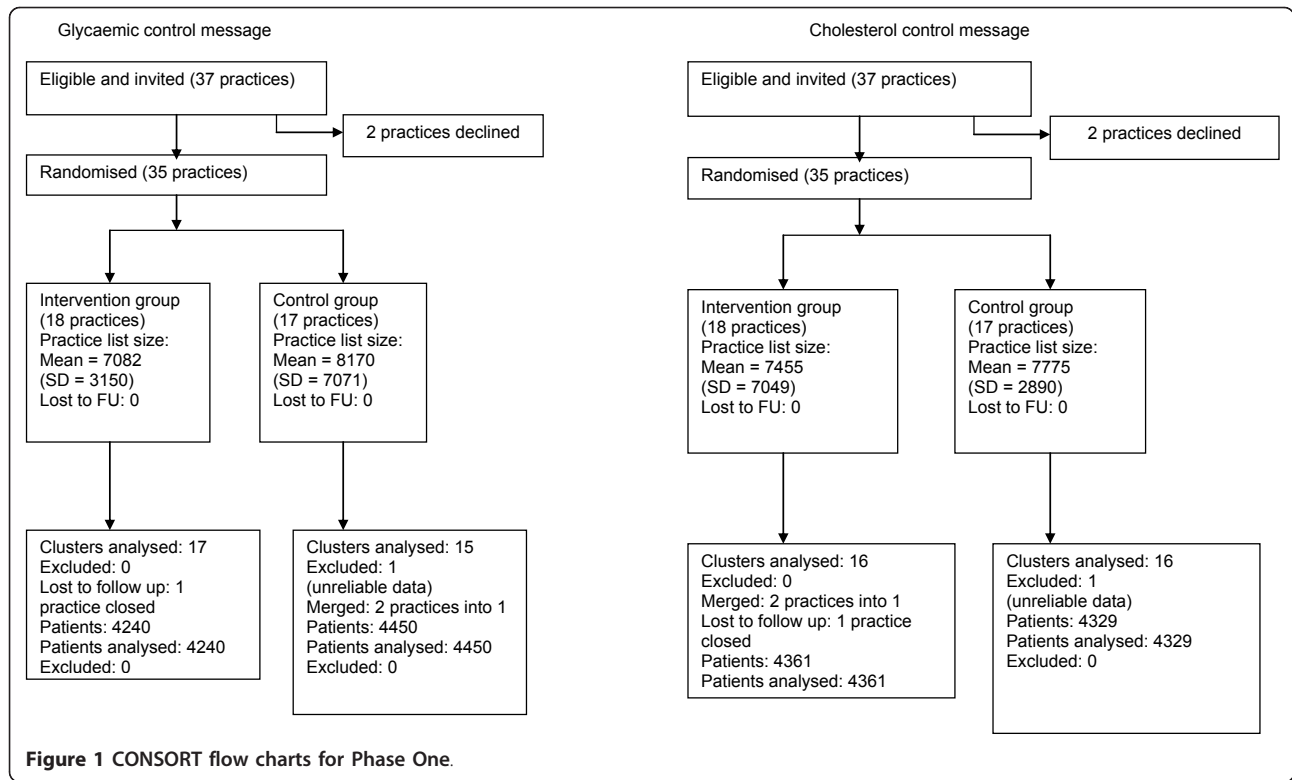 Glycaemic control message
Eligible and invited (37 practices)
2 practices declined
Randomised (35 practices)
Intervention group
(18 practices)
Practice list size:
Mean = 7082
(SD = 3150)
Lost to FU: 0
Control group
(17 practices)
Practice list size:
Mean = 8170
(SD = 7071)
Lost to FU: 0
Clusters analysed: 17
Excluded: 0
Lost to follow up: 1
practice closed
Patients: 4240
Patients analysed: 4240
Excluded: 0
Clusters analysed: 15
Excluded: 1
(unreliable data)
Merged: 2 practices into 1
Patients: 4450
Patients analysed: 4450
Excluded: 0
Cholesterol control message
Eligible and invited (37 practices)
2 practices declined
Randomised (35 practices)
Intervention group
(18 practices)
Practice list size:
Mean = 7455
(SD = 7049)
Lost to FU: 0
Control group
(17 practices)
Practice list size:
Mean = 7775
(SD = 2890)
Lost to FU: 0
Clusters analysed: 16
Excluded: 0
Merged: 2 practices into 1
Lost to follow up: 1 practice
closed
Patients: 4361
Patients analysed: 4361
Clusters analysed: 16
Excluded: 1
(unreliable data)
Patients: 4329
Patients analysed: 4329
Excluded: 0
Figure 1 CONSORT flow charts for Phase One.